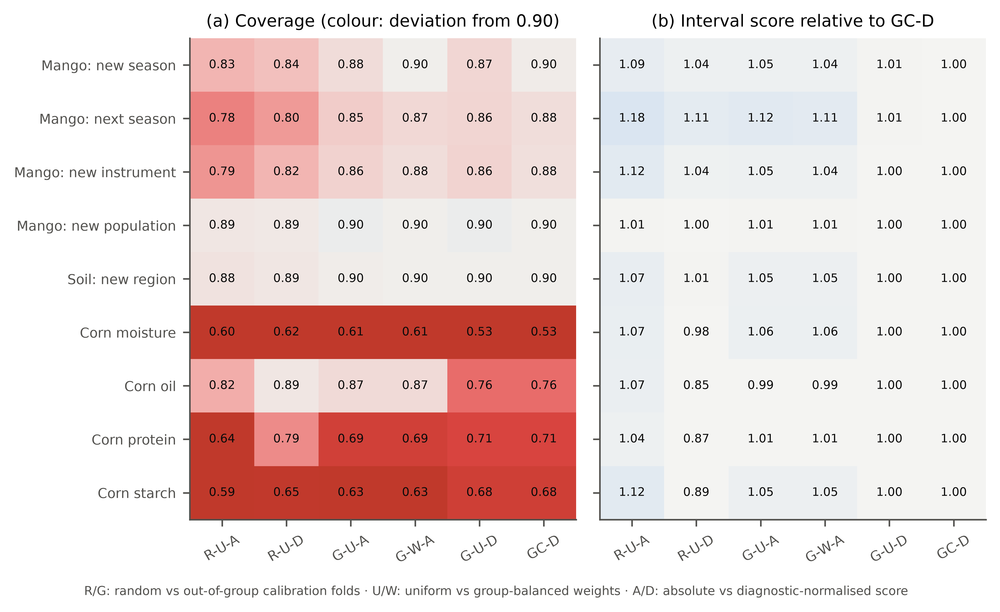 (a) Coverage (colour: deviation from 0.90)
(b) Interval score relative to GC-D
Mango: new season 0.83 0.84 0.88 0.90 0.87 0.90 1.09 1.04 1.05 1.04 1.01 1.00
Mango: next season 0.78 0.80 0.85 0.87 0.86 0.88 1.18 1.11 1.12 1.11 1.01 1.00
Mango: new instrument 0.79 0.82 0.86 0.88 0.86 0.88 1.12 1.04 1.05 1.04 1.00 1.00
Mango: new population 0.89 0.89 0.90 0.90 0.90 0.90 1.01 1.00 1.01 1.01 1.00 1.00
Soil: new region 0.88 0.89 0.90 0.90 0.90 0.90 1.07 1.01 1.05 1.05 1.00 1.00
Corn moisture 0.60 0.62 0.61 0.61 0.53 0.53 1.07 0.98 1.06 1.06 1.00 1.00
Corn oil 0.82 0.89 0.87 0.87 0.76 0.76 1.07 0.85 0.99 0.99 1.00 1.00
Corn protein 0.64 0.79 0.69 0.69 0.71 0.71 1.04 0.87 1.01 1.01 1.00 1.00
Corn starch 0.59 0.65 0.63 0.63 0.68 0.68 1.12 0.89 1.05 1.05 1.00 1.00
R-U-A R-U-D G-U-A G-W-A G-U-D GC-D R-U-A R-U-D G-U-A G-W-A G-U-D GC-D
R/G: random vs out-of-group calibration folds · U/W: uniform vs group-balanced weights · A/D: absolute vs diagnostic-normalised score